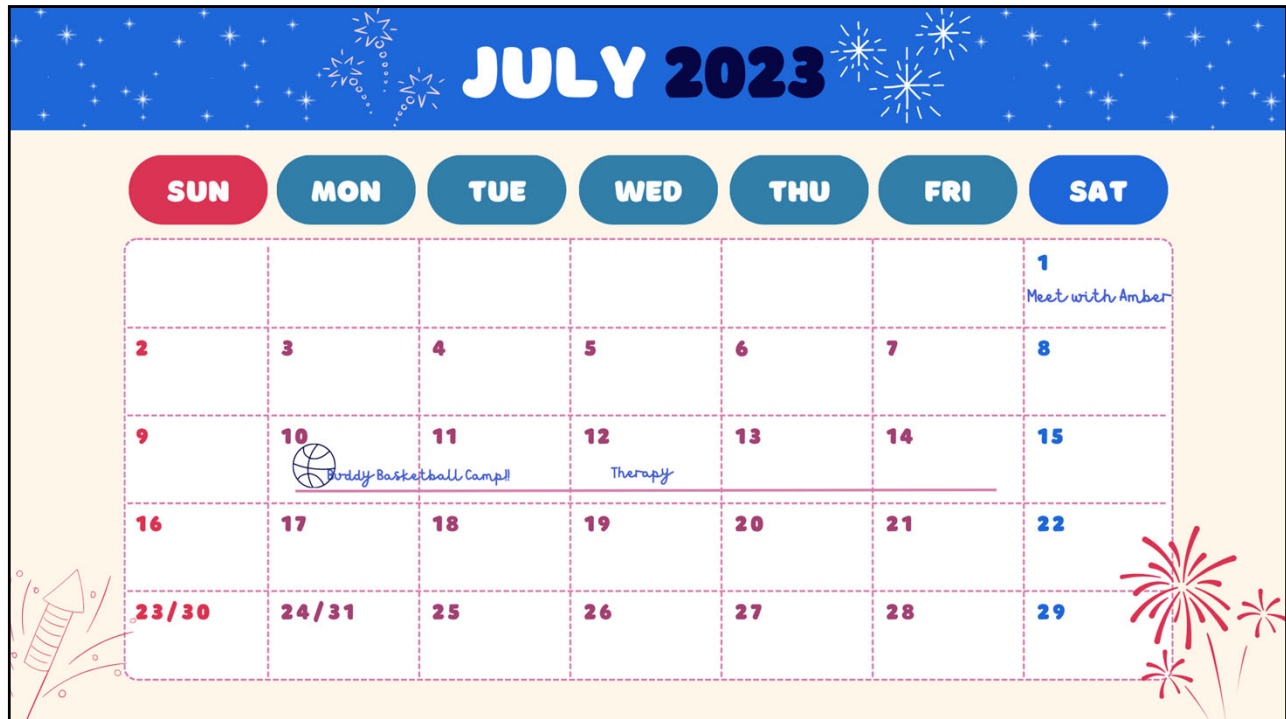 JULY 2023
SUN MON TUE WED THU FRI SAT
1
Meet with Amber
2 3 4 5 6 7 8
9 10 11 12 13 14 15
Buddy Basketball Camp!! Therapy
16 17 18 19 20 21 22
23/30 24/31 25 26 27 28 29